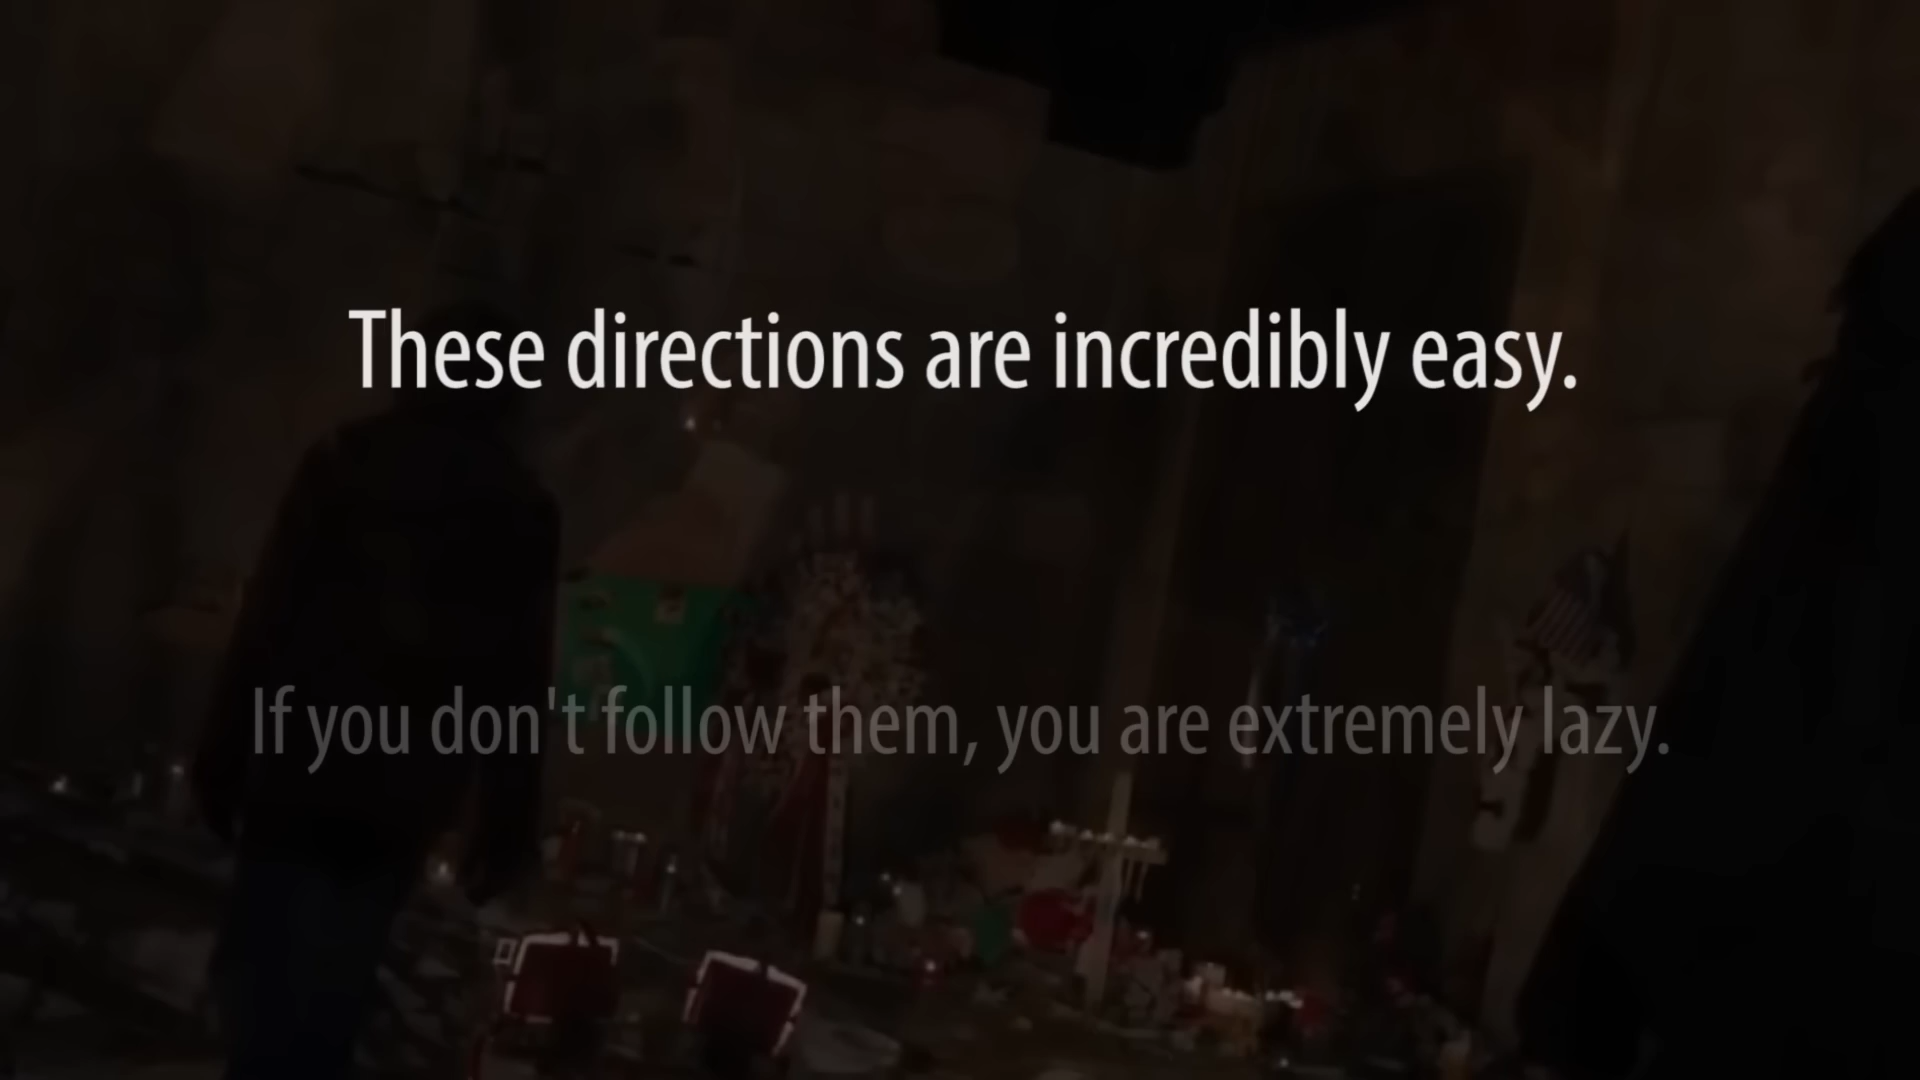 These directions are incredibly easy.
If you don't follow them, you are extremely lazy.